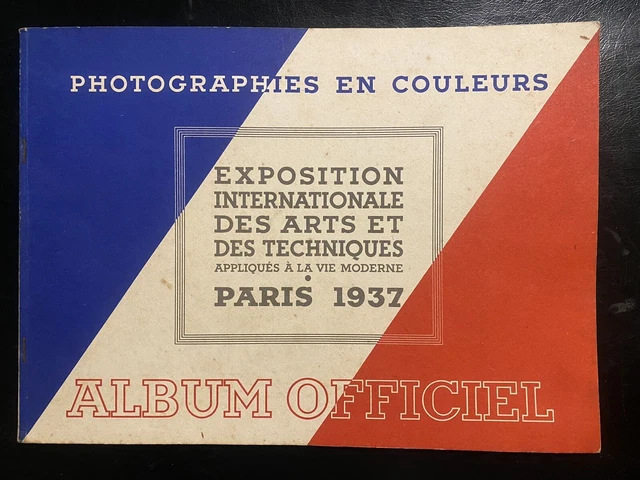 PHOTOGRAPHIES EN COULEURS
EXPOSITION
INTERNATIONALE
DES ARTS ET
DES TECHNIQUES
APPLIQUÉS À LA VIE MODERNE
•
PARIS 1937
ALBUM OFFICIEL